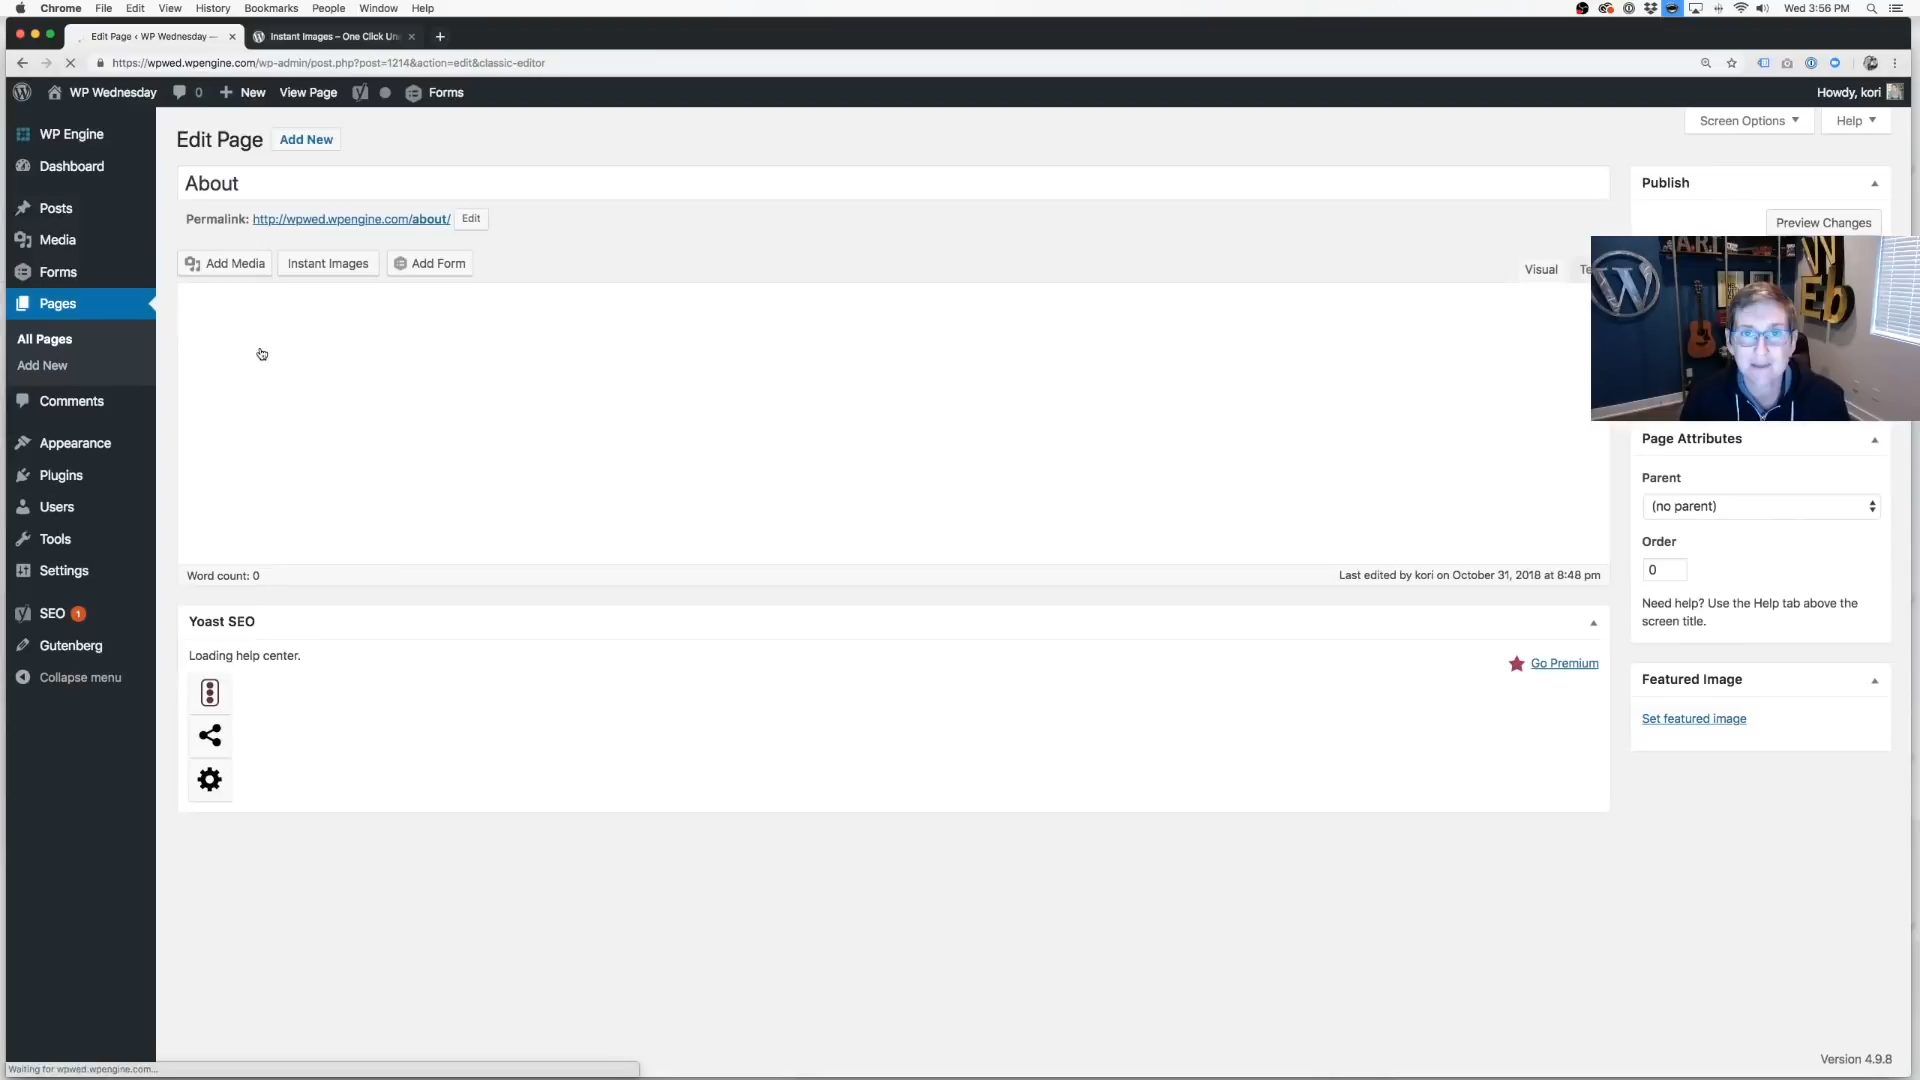 Chrome File Edit View History Bookmarks People Window Help
Wed 3:56 PM
Edit Page ‹ WP Wednesday —
Instant Images – One Click Un
https://wpwed.wpengine.com/wp-admin/post.php?post=1214&action=edit&classic-editor
WP Wednesday 0 New View Page Forms
Howdy, kori
WP Engine
Dashboard
Posts
Media
Forms
Pages
All Pages
Add New
Comments
Appearance
Plugins
Users
Tools
Settings
SEO 1
Gutenberg
Collapse menu
Edit Page Add New
Screen Options Help
About
Permalink: http://wpwed.wpengine.com/about/ Edit
Add Media Instant Images Add Form
Visual
Word count: 0
Last edited by kori on October 31, 2018 at 8:48 pm
Yoast SEO
Loading help center.
Go Premium
Publish
Preview Changes
Page Attributes
Parent
(no parent)
Order
0
Need help? Use the Help tab above the
screen title.
Featured Image
Set featured image
Version 4.9.8
Waiting for wpwed.wpengine.com...